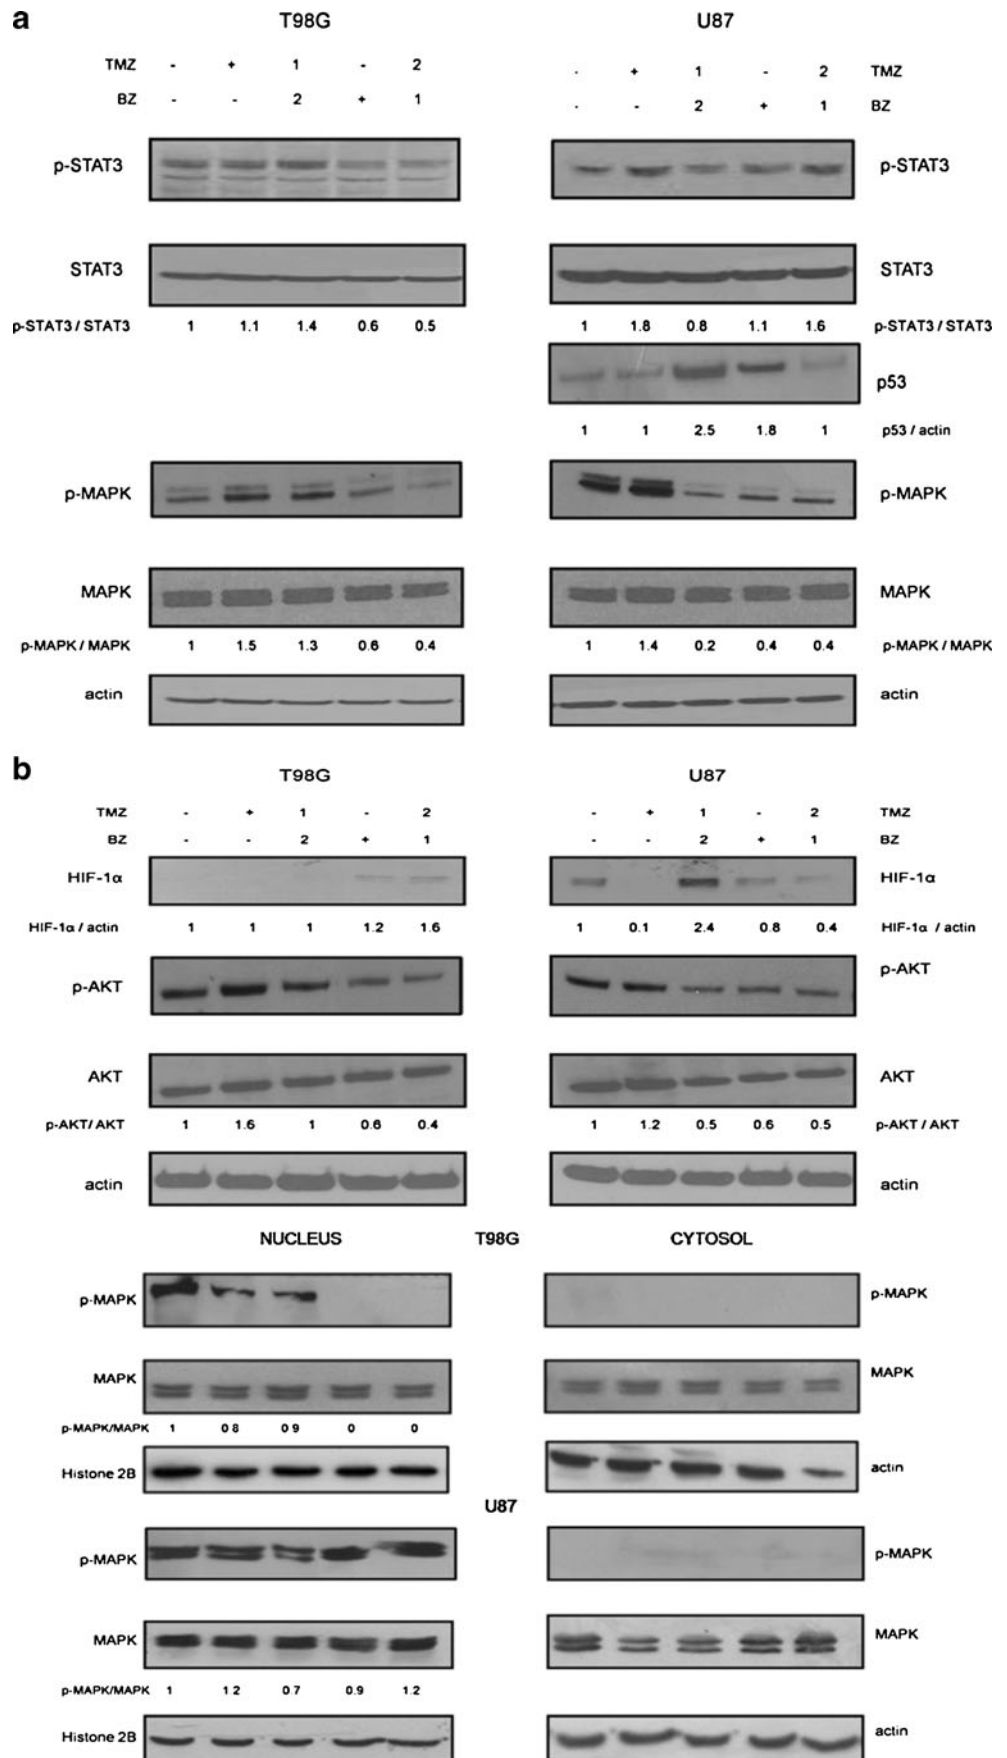 a
T98G U87
TMZ - + 1 - 2 - + 1 - 2 TMZ
BZ - - 2 + 1 - - 2 + 1 BZ
p-STAT3 p-STAT3
STAT3 STAT3
p-STAT3 / STAT3 1 1.1 1.4 0.6 0.5 1 1.8 0.8 1.1 1.6 p-STAT3 / STAT3
p53
1 1 2.5 1.8 1 p53 / actin
p-MAPK p-MAPK
MAPK MAPK
p-MAPK / MAPK 1 1.5 1.3 0.6 0.4 1 1.4 0.2 0.4 0.4 p-MAPK / MAPK
actin actin
b
T98G U87
TMZ - + 1 - 2 - + 1 - 2 TMZ
BZ - - 2 + 1 - - 2 + 1 BZ
HIF-1α HIF-1α
HIF-1α / actin 1 1 1 1.2 1.6 1 0.1 2.4 0.8 0.4 HIF-1α / actin
p-AKT p-AKT
AKT AKT
p-AKT/ AKT 1 1.6 1 0.6 0.4 1 1.2 0.5 0.6 0.5 p-AKT / AKT
actin actin
NUCLEUS T98G CYTOSOL
p-MAPK p-MAPK
MAPK MAPK
p-MAPK/MAPK 1 0 8 0 9 0 0
Histone 2B actin
U87
p-MAPK p-MAPK
MAPK MAPK
p-MAPK/MAPK 1 1.2 0.7 0.9 1.2
Histone 2B actin